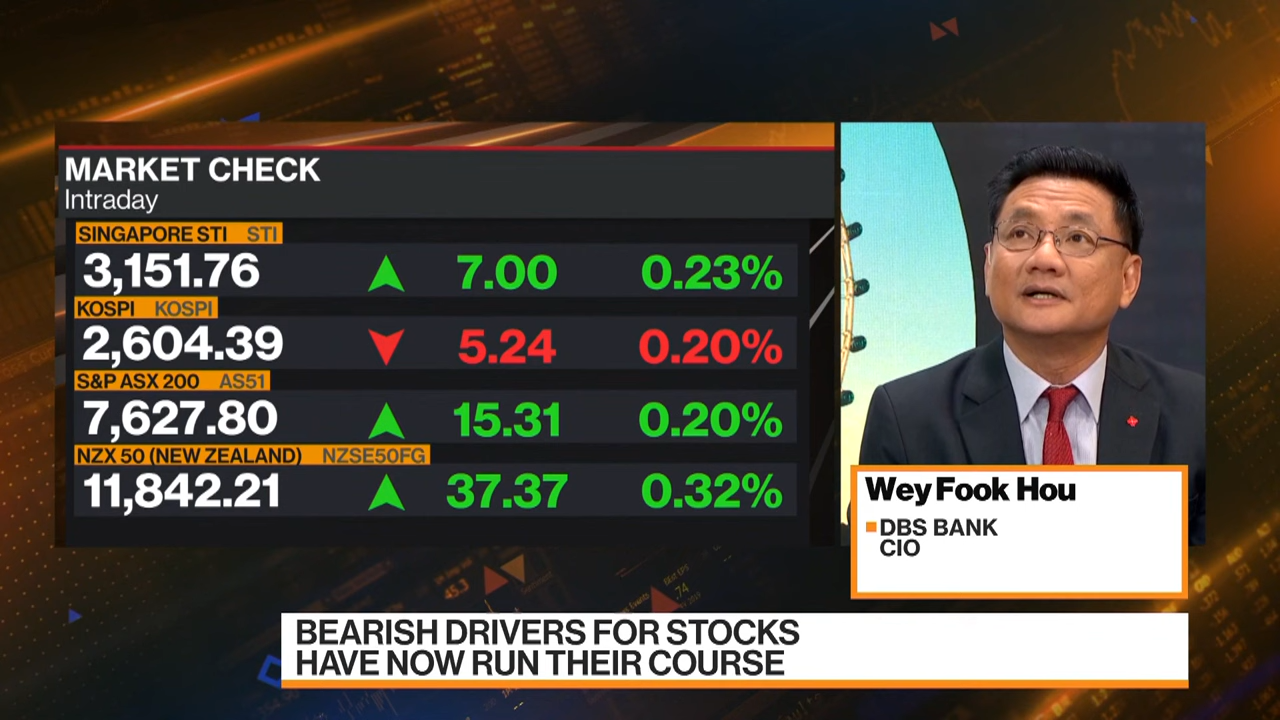 MARKET CHECK
Intraday
SINGAPORE STI STI
3,151.76 7.00 0.23%
KOSPI KOSPI
2,604.39 5.24 0.20%
S&P ASX 200 AS51
7,627.80 15.31 0.20%
NZX 50 (NEW ZEALAND) NZSE50FG
11,842.21 37.37 0.32%
Wey Fook Hou
DBS BANK
CIO
45.3
.74
BEARISH DRIVERS FOR STOCKS
HAVE NOW RUN THEIR COURSE